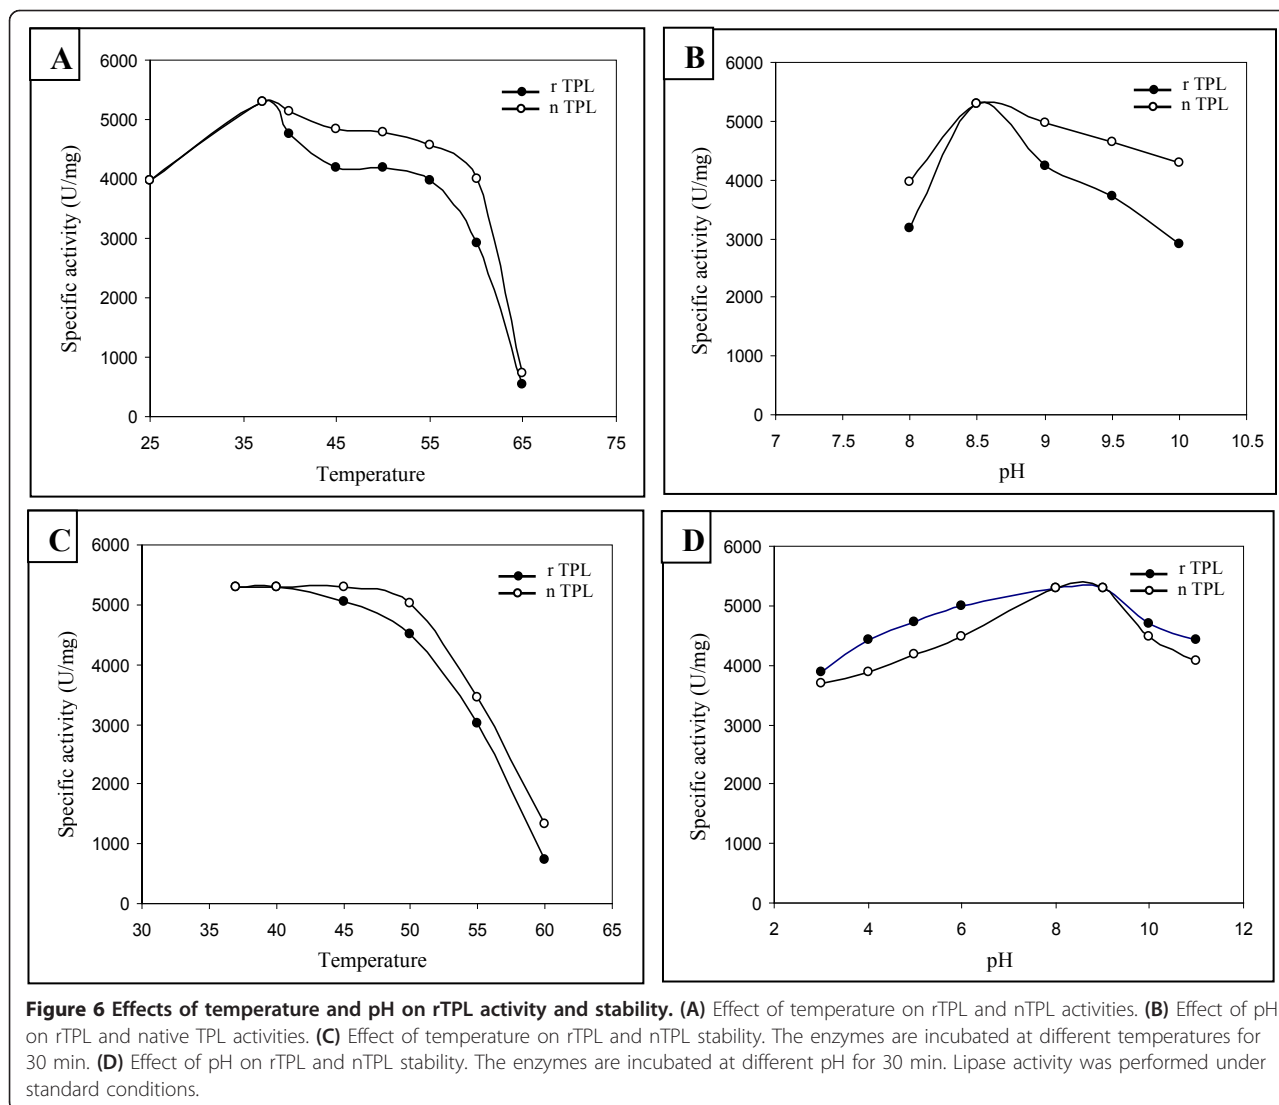 A
6000
5000
4000
3000
2000
1000
0
r TPL
n TPL
Specific activity (U/mg)
25 35 45 55 65 75
Temperature
B
6000
5000
4000
3000
2000
1000
0
r TPL
n TPL
Specific activity (U/mg)
7 7.5 8 8.5 9 9.5 10 10.5
pH
C
6000
5000
4000
3000
2000
1000
0
r TPL
n TPL
Specific activity (U/mg)
30 35 40 45 50 55 60 65
Temperature
D
6000
5000
4000
3000
2000
1000
0
r TPL
n TPL
Specific activity (U/mg)
2 4 6 8 10 12
pH
Figure 6 Effects of temperature and pH on rTPL activity and stability. (A) Effect of temperature on rTPL and nTPL activities. (B) Effect of pH
on rTPL and native TPL activities. (C) Effect of temperature on rTPL and nTPL stability. The enzymes are incubated at different temperatures for
30 min. (D) Effect of pH on rTPL and nTPL stability. The enzymes are incubated at different pH for 30 min. Lipase activity was performed under
standard conditions.